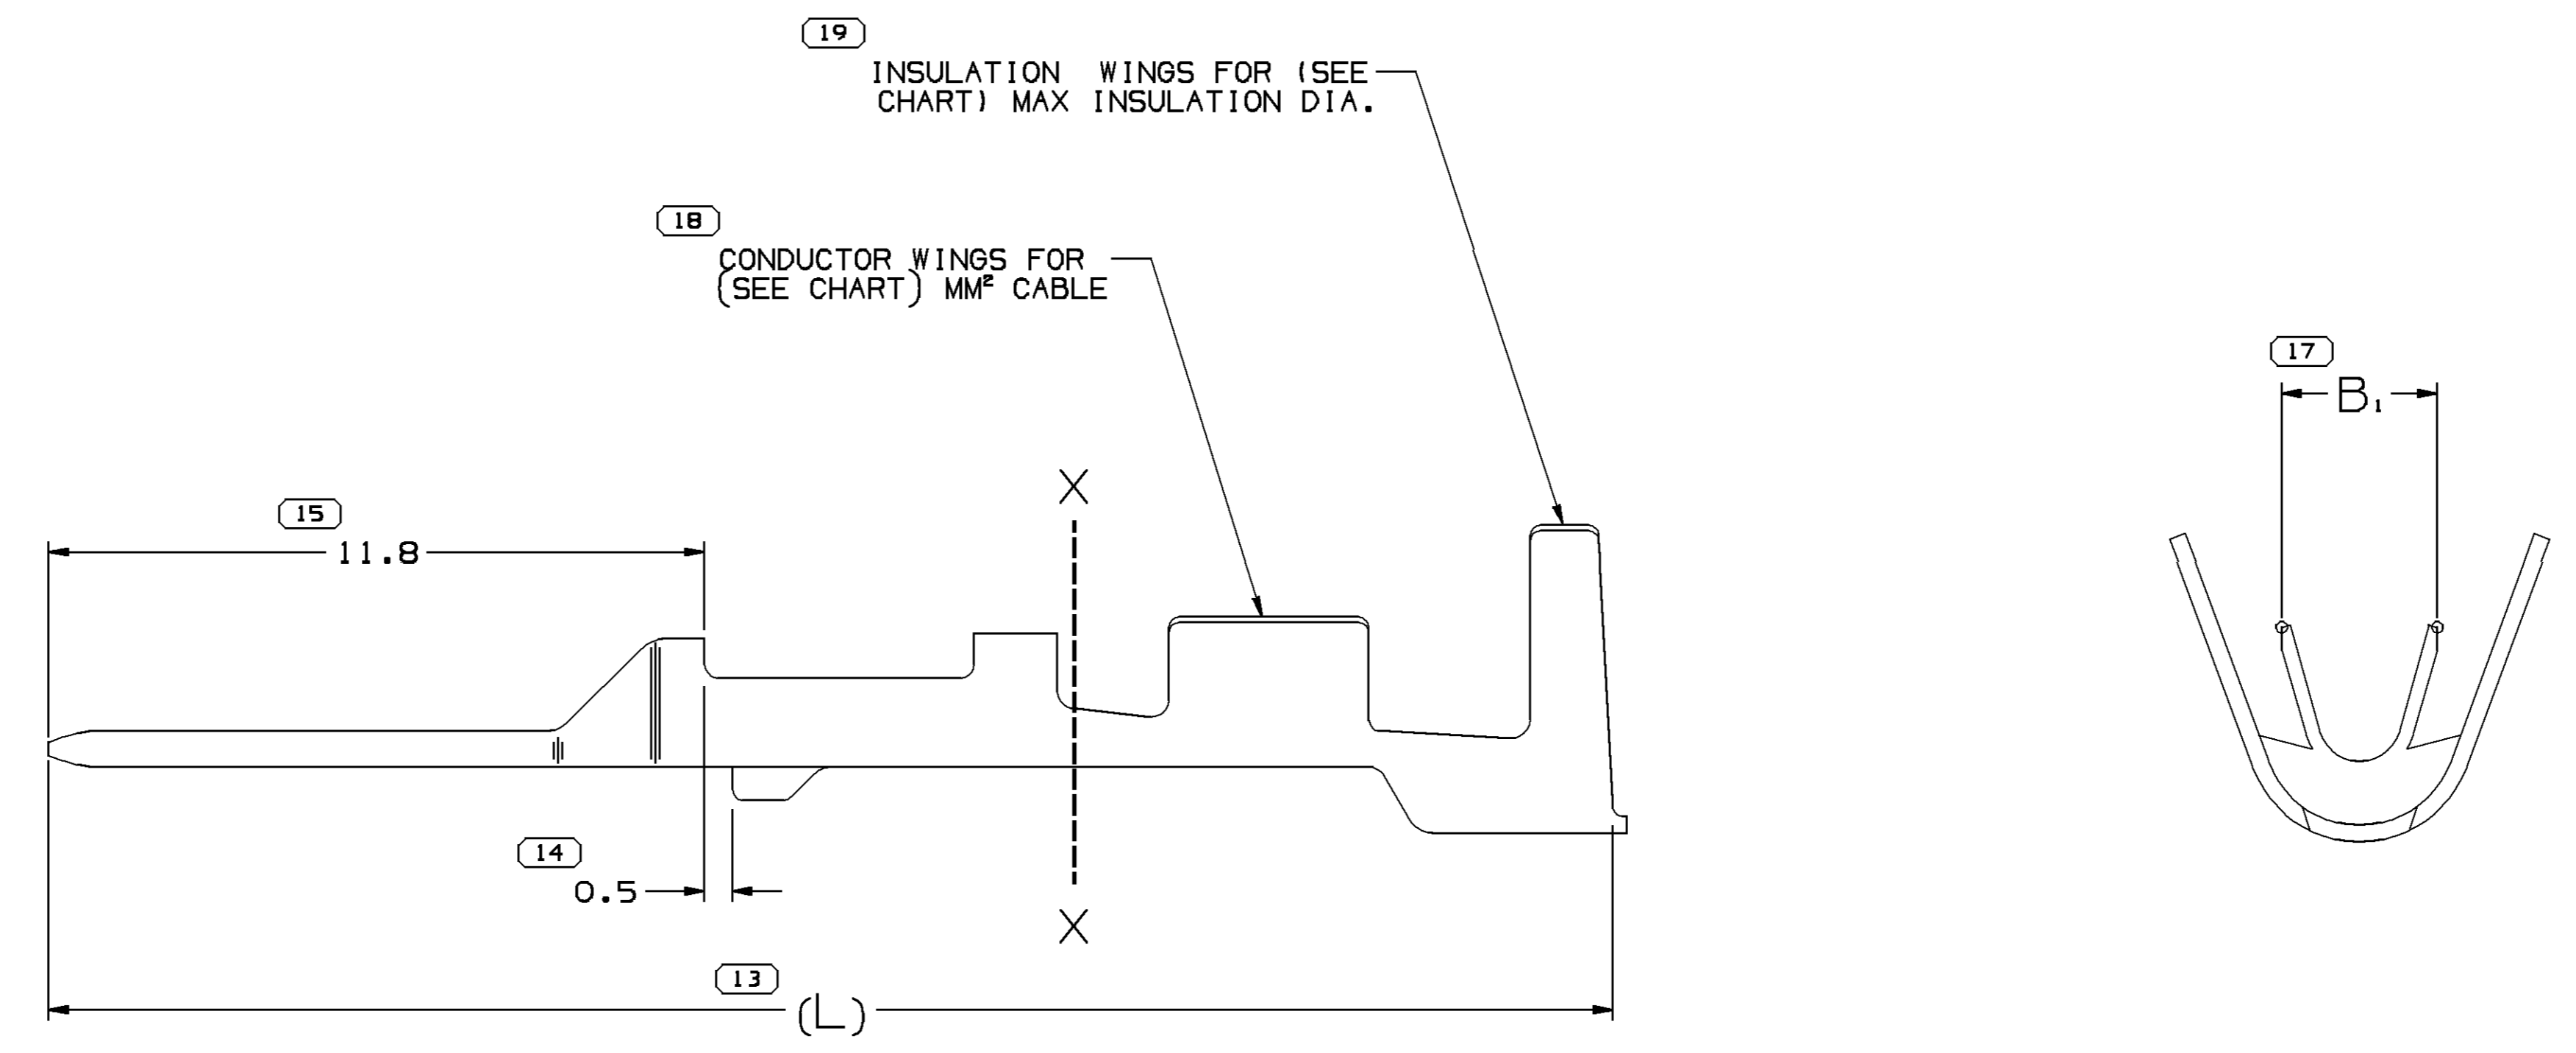 19
INSULATION WINGS FOR (SEE
CHART) MAX INSULATION DIA.
18
CONDUCTOR WINGS FOR
(SEE CHART) MM² CABLE
17
B₁
X
15
11.8
14
0.5
X
13
(L)